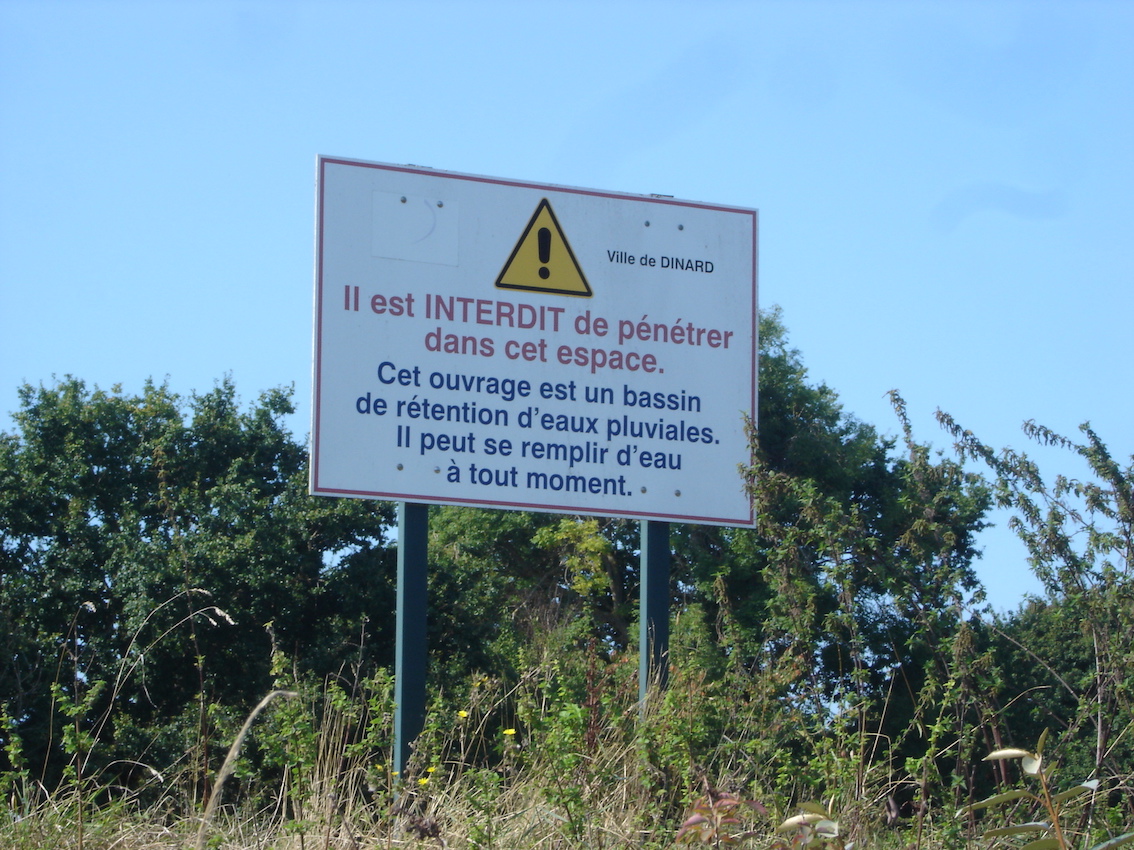 Ville de DINARD
Il est INTERDIT de pénétrer
dans cet espace.
Cet ouvrage est un bassin
de rétention d'eaux pluviales.
Il peut se remplir d'eau
à tout moment.